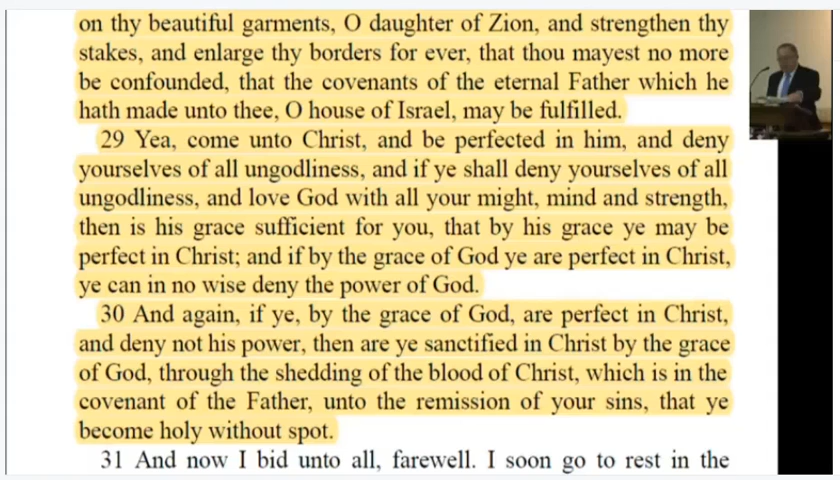 on thy beautiful garments, O daughter of Zion, and strengthen thy
stakes, and enlarge thy borders for ever, that thou mayest no more
be confounded, that the covenants of the eternal Father which he
hath made unto thee, O house of Israel, may be fulfilled.
29 Yea, come unto Christ, and be perfected in him, and deny
yourselves of all ungodliness, and if ye shall deny yourselves of all
ungodliness, and love God with all your might, mind and strength,
then is his grace sufficient for you, that by his grace ye may be
perfect in Christ; and if by the grace of God ye are perfect in Christ,
ye can in no wise deny the power of God.
30 And again, if ye, by the grace of God, are perfect in Christ,
and deny not his power, then are ye sanctified in Christ by the grace
of God, through the shedding of the blood of Christ, which is in the
covenant of the Father, unto the remission of your sins, that ye
become holy without spot.
31 And now I bid unto all, farewell. I soon go to rest in the